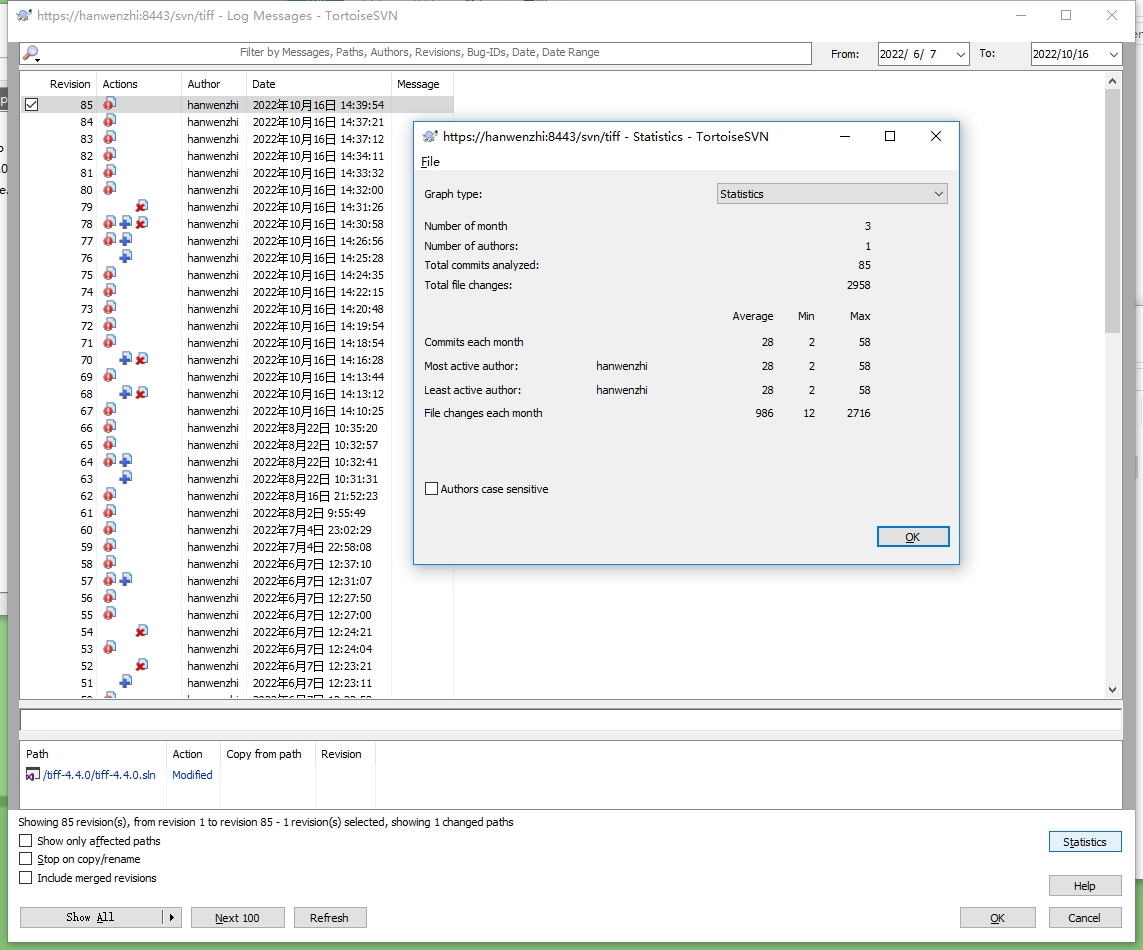 https://hanwenzhi:8443/svn/tiff - Log Messages - TortoiseSVN
Filter by Messages, Paths, Authors, Revisions, Bug-IDs, Date, Date Range From: 2022/ 6/ 7 To: 2022/10/16
Revision Actions Author Date Message
85 hanwenzhi 2022年10月16日 14:39:54
84 hanwenzhi 2022年10月16日 14:37:21
83 hanwenzhi 2022年10月16日 14:37:12
82 hanwenzhi 2022年10月16日 14:34:11
81 hanwenzhi 2022年10月16日 14:33:32
80 hanwenzhi 2022年10月16日 14:32:00
79 hanwenzhi 2022年10月16日 14:31:26
78 hanwenzhi 2022年10月16日 14:30:58
77 hanwenzhi 2022年10月16日 14:26:56
76 hanwenzhi 2022年10月16日 14:25:28
75 hanwenzhi 2022年10月16日 14:24:35
74 hanwenzhi 2022年10月16日 14:22:15
73 hanwenzhi 2022年10月16日 14:20:48
72 hanwenzhi 2022年10月16日 14:19:54
71 hanwenzhi 2022年10月16日 14:18:54
70 hanwenzhi 2022年10月16日 14:16:28
69 hanwenzhi 2022年10月16日 14:13:44
68 hanwenzhi 2022年10月16日 14:13:12
67 hanwenzhi 2022年10月16日 14:10:25
66 hanwenzhi 2022年8月22日 10:35:20
65 hanwenzhi 2022年8月22日 10:32:57
64 hanwenzhi 2022年8月22日 10:32:41
63 hanwenzhi 2022年8月22日 10:31:31
62 hanwenzhi 2022年8月16日 21:52:23
61 hanwenzhi 2022年8月2日 9:55:49
60 hanwenzhi 2022年7月4日 23:02:29
59 hanwenzhi 2022年7月4日 22:58:08
58 hanwenzhi 2022年6月7日 12:37:10
57 hanwenzhi 2022年6月7日 12:31:07
56 hanwenzhi 2022年6月7日 12:27:50
55 hanwenzhi 2022年6月7日 12:27:00
54 hanwenzhi 2022年6月7日 12:24:21
53 hanwenzhi 2022年6月7日 12:24:04
52 hanwenzhi 2022年6月7日 12:23:21
51 hanwenzhi 2022年6月7日 12:23:11
https://hanwenzhi:8443/svn/tiff - Statistics - TortoiseSVN
File
Graph type: Statistics
Number of month 3
Number of authors: 1
Total commits analyzed: 85
Total file changes: 2958
Average Min Max
Commits each month 28 2 58
Most active author: hanwenzhi 28 2 58
Least active author: hanwenzhi 28 2 58
File changes each month 986 12 2716
Authors case sensitive
OK
Path Action Copy from path Revision
/tiff-4.4.0/tiff-4.4.0.sln Modified
Showing 85 revision(s), from revision 1 to revision 85 - 1 revision(s) selected, showing 1 changed paths
Show only affected paths
Stop on copy/rename
Include merged revisions
Statistics
Help
Show All Next 100 Refresh OK Cancel